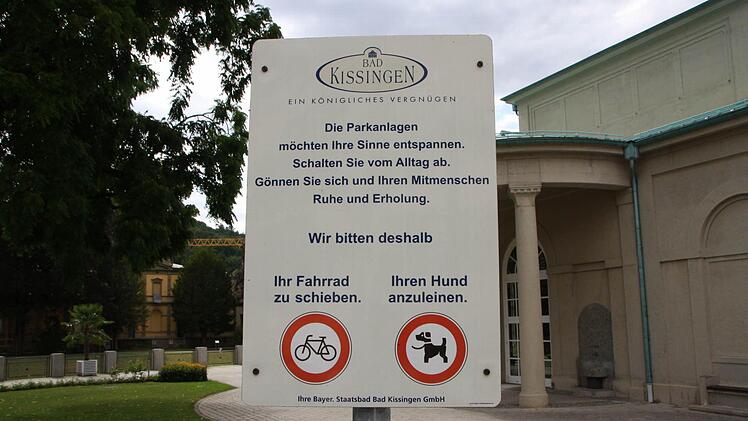 BAD
KISSINGEN
EIN KÖNIGLICHES VERGNÜGEN
Die Parkanlagen
möchten Ihre Sinne entspannen.
Schalten Sie vom Alltag ab.
Gönnen Sie sich und Ihren Mitmenschen
Ruhe und Erholung.
Wir bitten deshalb
Ihr Fahrrad
zu schieben.
Ihren Hund
anzuleinen.
Ihre Bayer. Staatsbad Bad Kissingen GmbH